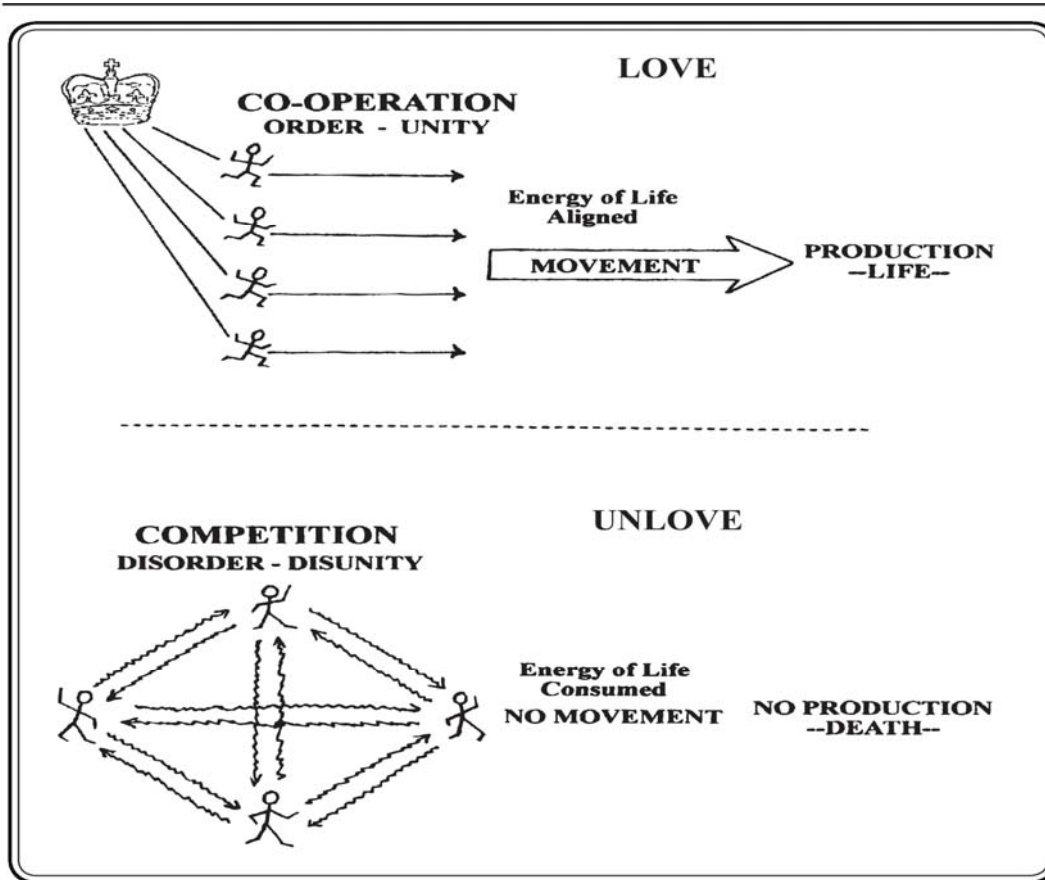 LOVE
CO-OPERATION
ORDER - UNITY
Energy of Life
Aligned
MOVEMENT
PRODUCTION
--LIFE--
UNLOVE
COMPETITION
DISORDER - DISUNITY
Energy of Life
Consumed
NO MOVEMENT
NO PRODUCTION
--DEATH--